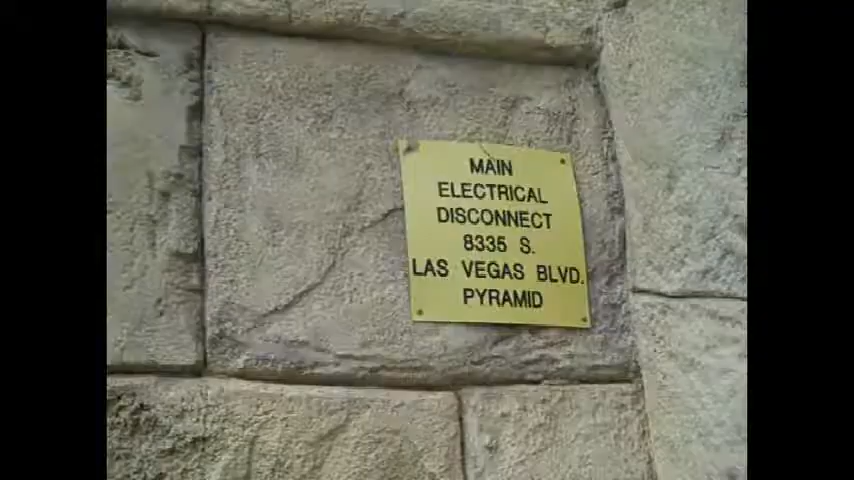 MAIN
ELECTRICAL
DISCONNECT
8335 S.
LAS VEGAS BLVD.
PYRAMID